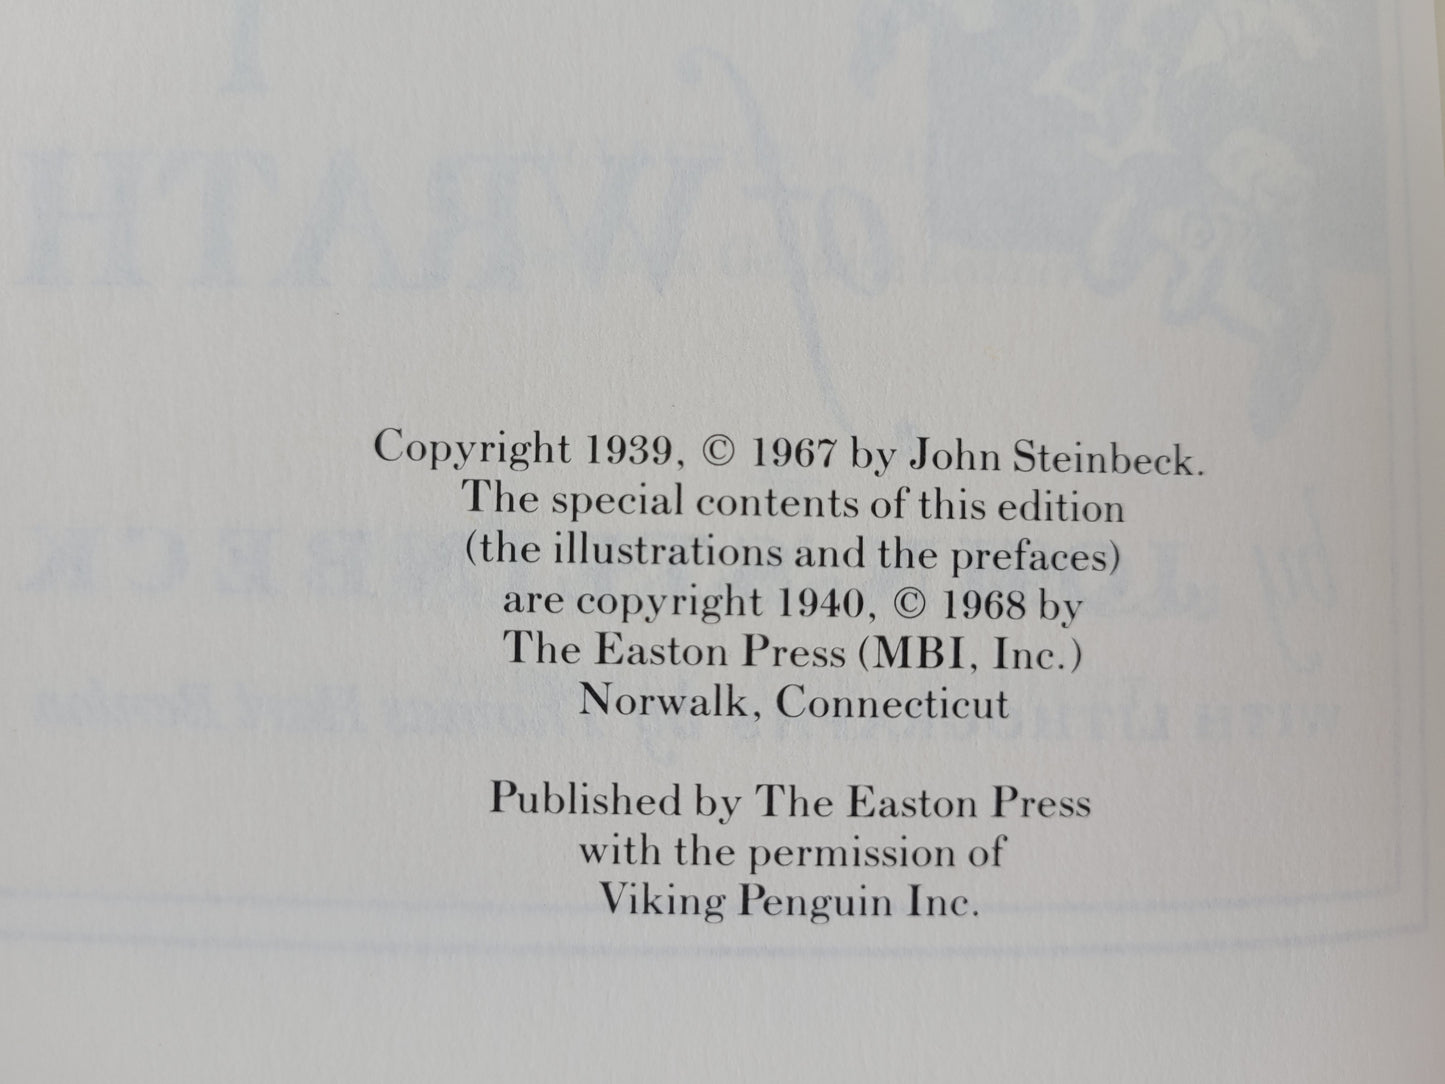 Copyright 1939, © 1967 by John Steinbeck.
The special contents of this edition
(the illustrations and the prefaces)
are copyright 1940, © 1968 by
The Easton Press (MBI, Inc.)
Norwalk, Connecticut
Published by The Easton Press
with the permission of
Viking Penguin Inc.